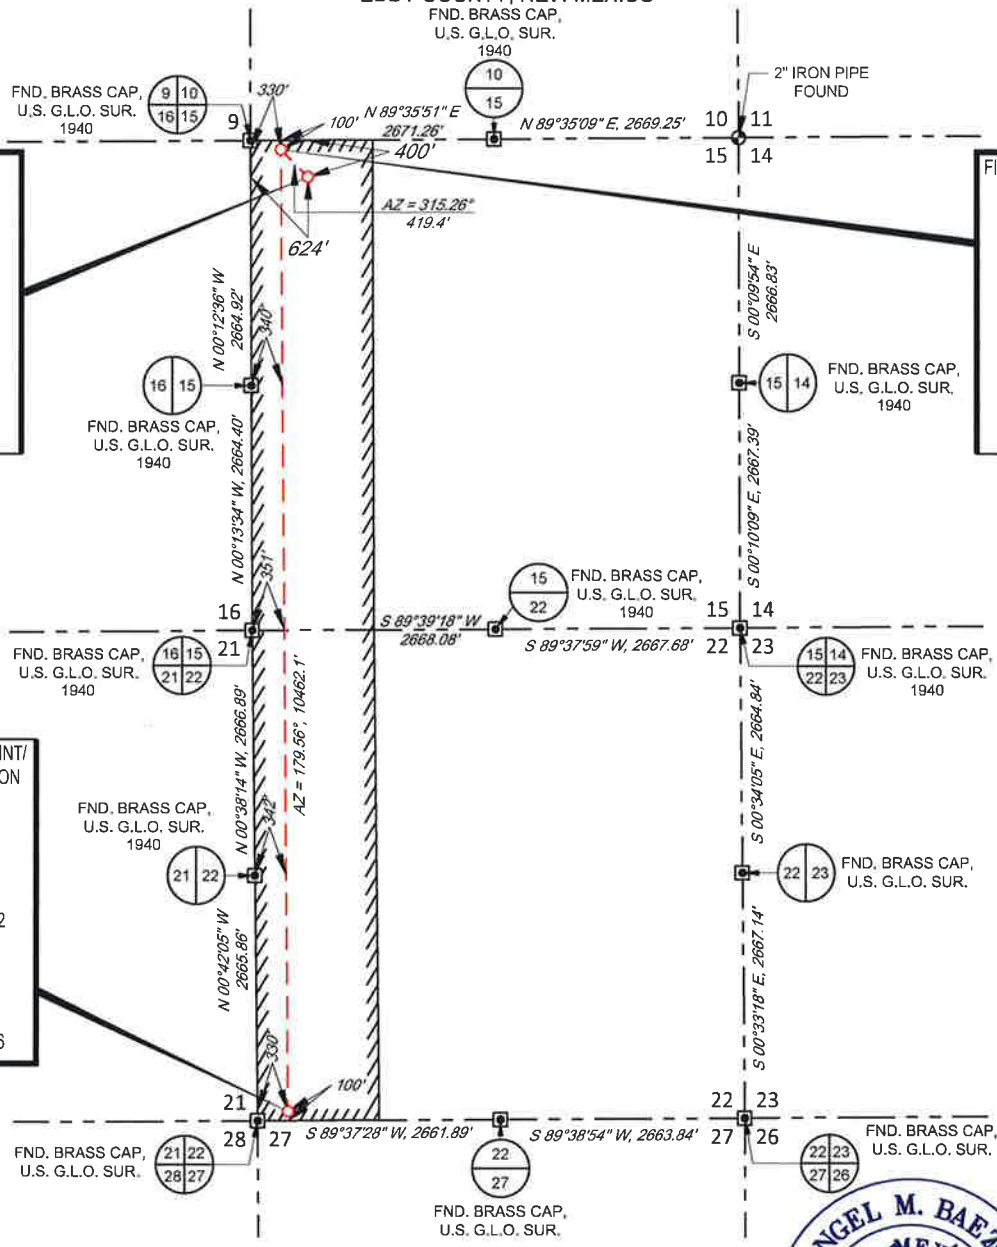 FND. BRASS CAP,
U.S. G.L.O. SUR.
1940
10
15
FND. BRASS CAP,
U.S. G.L.O. SUR.
1940
9 10
16 15
9
330'
100'
N 89°35'51" E
2671.26'
N 89°35'09" E, 2669.25'
10 11
15 14
2" IRON PIPE
FOUND
400'
AZ = 315.26°
419.4'
624'
N 00°12'36" W
2664.92'
340'
S 00°09'54" E
2666.83'
16 15
FND. BRASS CAP,
U.S. G.L.O. SUR.
1940
15 14
FND. BRASS CAP,
U.S. G.L.O. SUR.
1940
N 00°13'34" W, 2664.40'
351'
S 00°10'09" E, 2667.39'
15
22
FND. BRASS CAP,
U.S. G.L.O. SUR.
1940
16
21
S 89°39'18" W
2668.08'
S 89°37'59" W, 2667.68'
15 14
22 23
FND. BRASS CAP,
U.S. G.L.O. SUR.
1940
16 15
21 22
15 14
22 23
FND. BRASS CAP,
U.S. G.L.O. SUR.
1940
N 00°38'14" W, 2666.89'
342'
AZ = 179.56°, 10462.1'
S 00°34'05" E, 2664.84'
FND. BRASS CAP,
U.S. G.L.O. SUR.
1940
21 22
22 23
FND. BRASS CAP,
U.S. G.L.O. SUR.
N 00°42'05" W
2665.86'
330'
100'
S 00°33'18" E, 2667.14'
21
28 27
S 89°37'28" W, 2661.89'
S 89°38'54" W, 2663.84'
22 23
27 26
FND. BRASS CAP,
U.S. G.L.O. SUR.
21 22
28 27
22
27
FND. BRASS CAP,
U.S. G.L.O. SUR.
22 23
27 26
FND. BRASS CAP,
U.S. G.L.O. SUR.
NGEL M. BAEZ